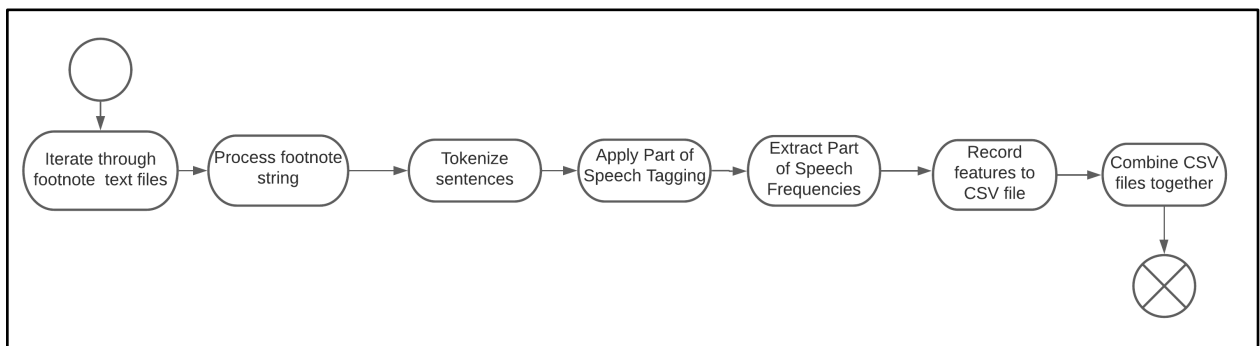 Iterate through
footnote  text files
Process footnote
string
Tokenize
sentences
Apply Part of
Speech Tagging
Extract Part
of Speech
Frequencies
Record
features to
CSV file
Combine CSV
files together